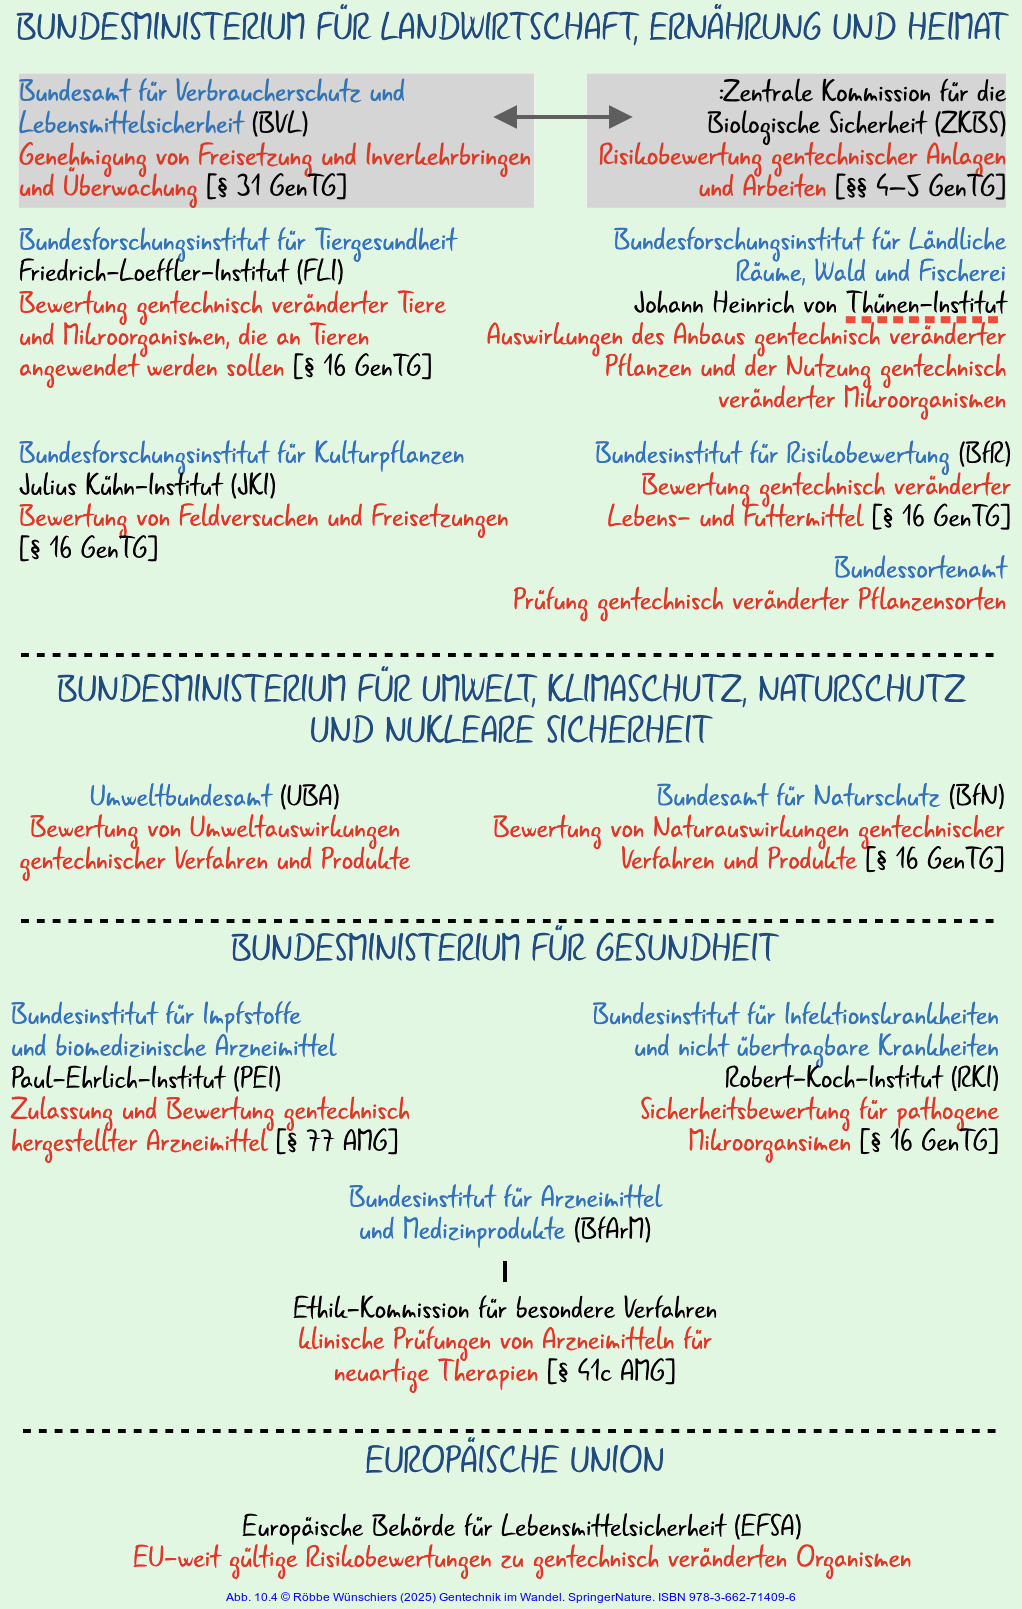 BUNDESMINISTERIUM FÜR LANDWIRTSCHAFT, ERNÄHRUNG UND HEIMAT
Bundesamt für Verbraucherschutz und
Lebensmittelsicherheit (BVL)
Genehmigung von Freisetzung und Inverkehrbringen
und Überwachung [§ 31 GenTG]
:Zentrale Kommission für die
Biologische Sicherheit (ZKBS)
Risikobewertung gentechnischer Anlagen
und Arbeiten [§§ 4–5 GenTG]
Bundesforschungsinstitut für Tiergesundheit
Friedrich-Loeffler-Institut (FLI)
Bewertung gentechnisch veränderter Tiere
und Mikroorganismen, die an Tieren
angewendet werden sollen [§ 16 GenTG]
Bundesforschungsinstitut für Ländliche
Räume, Wald und Fischerei
Johann Heinrich von Thünen-Institut
Auswirkungen des Anbaus gentechnisch veränderter
Pflanzen und der Nutzung gentechnisch
veränderter Mikroorganismen
Bundesforschungsinstitut für Kulturpflanzen
Julius Kühn-Institut (JKI)
Bewertung von Feldversuchen und Freisetzungen
[§ 16 GenTG]
Bundesinstitut für Risikobewertung (BfR)
Bewertung gentechnisch veränderter
Lebens- und Futtermittel [§ 16 GenTG]
Bundessortenamt
Prüfung gentechnisch veränderter Pflanzensorten
BUNDESMINISTERIUM FÜR UMWELT, KLIMASCHUTZ, NATURSCHUTZ
UND NUKLEARE SICHERHEIT
Umweltbundesamt (UBA)
Bewertung von Umweltauswirkungen
gentechnischer Verfahren und Produkte
Bundesamt für Naturschutz (BfN)
Bewertung von Naturauswirkungen gentechnischer
Verfahren und Produkte [§ 16 GenTG]
BUNDESMINISTERIUM FÜR GESUNDHEIT
Bundesinstitut für Impfstoffe
und biomedizinische Arzneimittel
Paul-Ehrlich-Institut (PEI)
Zulassung und Bewertung gentechnisch
hergestellter Arzneimittel [§ 77 AMG]
Bundesinstitut für Infektionskrankheiten
und nicht übertragbare Krankheiten
Robert-Koch-Institut (RKI)
Sicherheitsbewertung für pathogene
Mikroorgansimen [§ 16 GenTG]
Bundesinstitut für Arzneimittel
und Medizinprodukte (BfArM)
Ethik-Kommission für besondere Verfahren
klinische Prüfungen von Arzneimitteln für
neuartige Therapien [§ 41c AMG]
EUROPÄISCHE UNION
Europäische Behörde für Lebensmittelsicherheit (EFSA)
EU-weit gültige Risikobewertungen zu gentechnisch veränderten Organismen
Abb. 10.4 © Röbbe Wünschiers (2025) Gentechnik im Wandel. SpringerNature. ISBN 978-3-662-71409-6